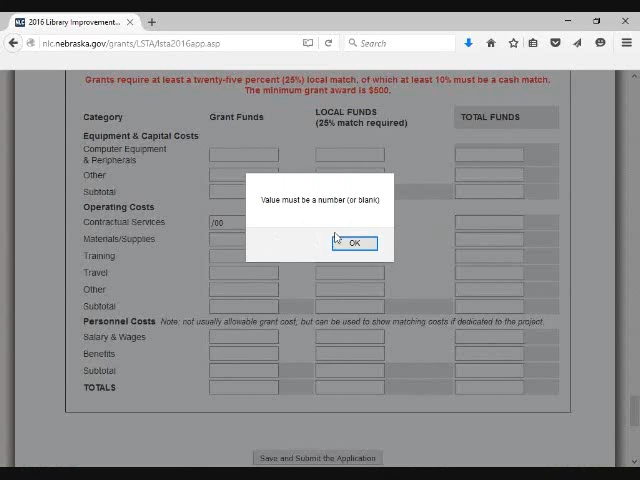 2016 Library Improvement...
nlc.nebraska.gov/grants/LSTA/lsta2016app.asp
Search
Grants require at least a twenty-five percent (25%) local match, of which at least 10% must be a cash match.
The minimum grant award is $500.
Category Grant Funds LOCAL FUNDS (25% match required) TOTAL FUNDS
Equipment & Capital Costs
Computer Equipment
& Peripherals
Other
Subtotal
Value must be a number (or blank)
Operating Costs
Contractual Services /00
Materials/Supplies
OK
Training
Travel
Other
Subtotal
Personnel Costs Note: not usually allowable grant cost, but can be used to show matching costs if dedicated to the project.
Salary & Wages
Benefits
Subtotal
TOTALS
Save and Submit the Application